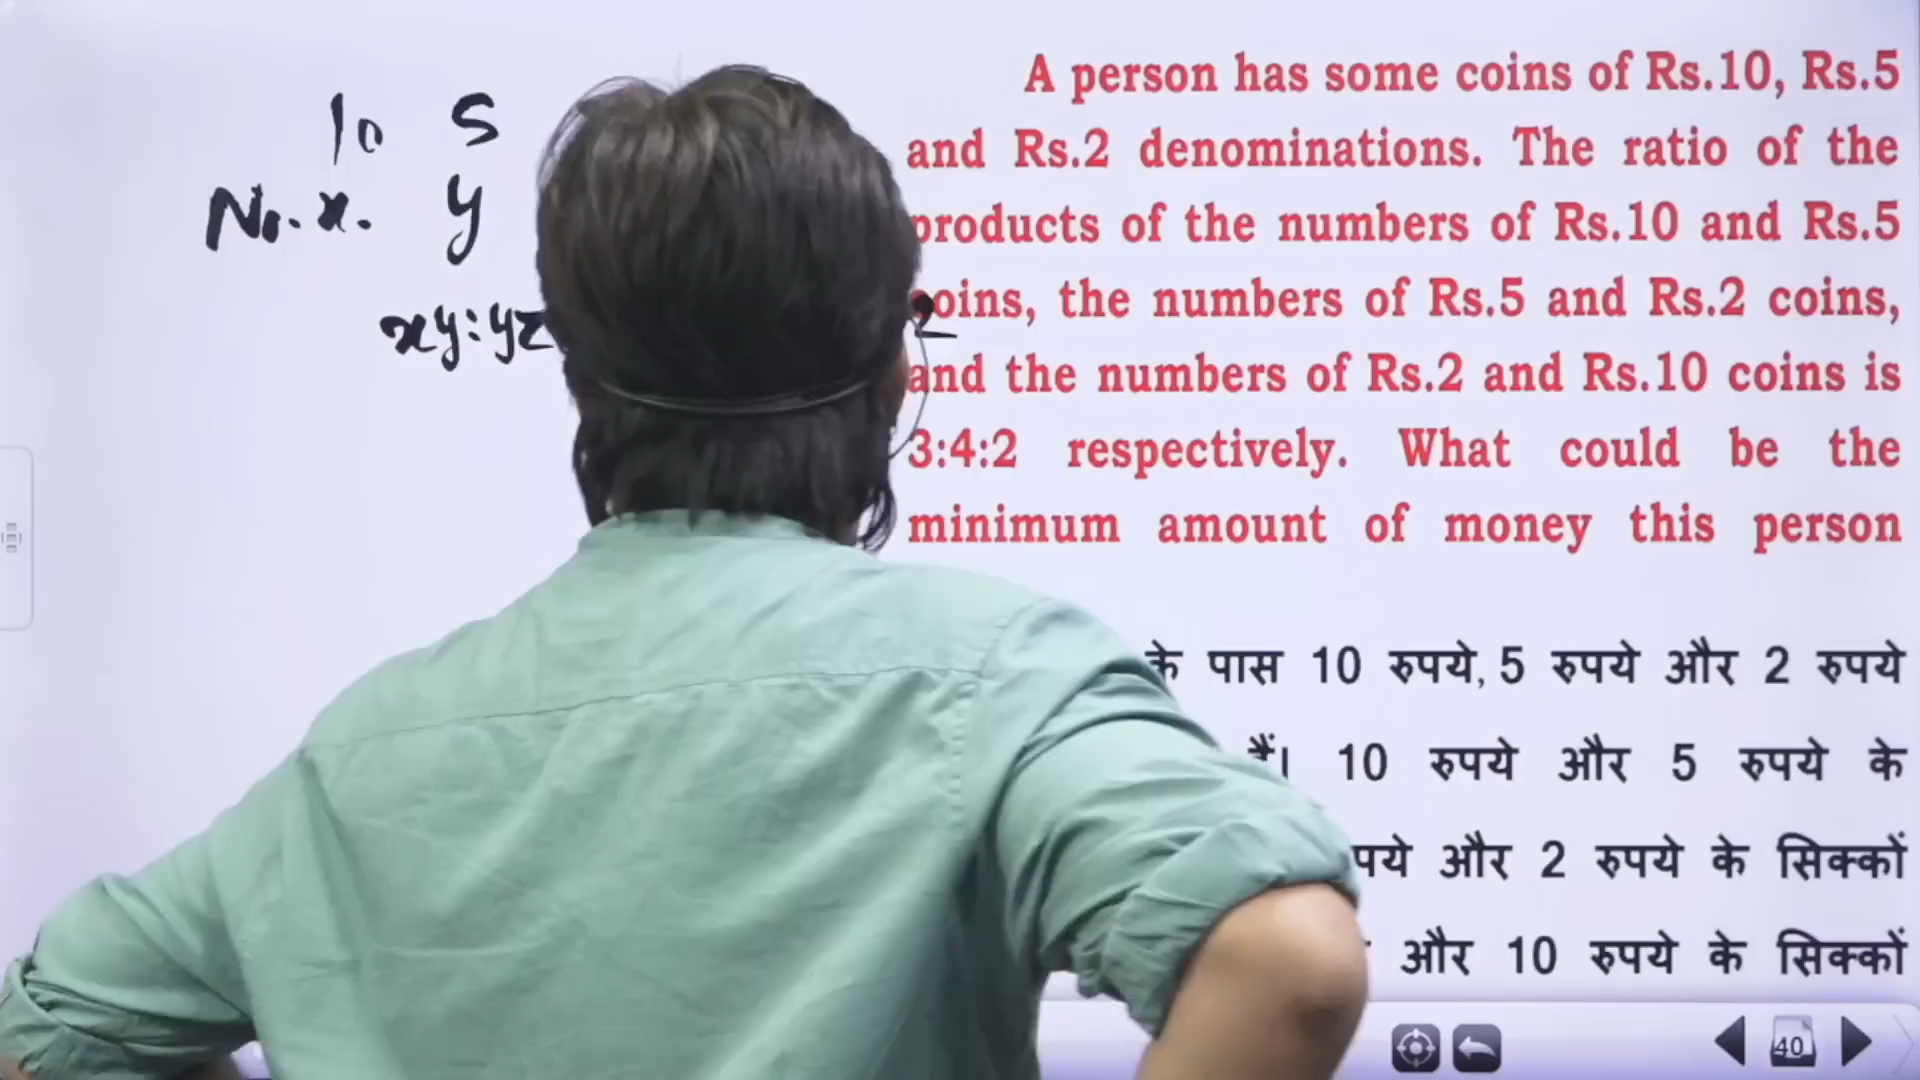 10 5
No. x. y
xy:yz
2
A person has some coins of Rs.10, Rs.5
and Rs.2 denominations. The ratio of the
products of the numbers of Rs.10 and Rs.5
coins, the numbers of Rs.5 and Rs.2 coins,
and the numbers of Rs.2 and Rs.10 coins is
3:4:2 respectively. What could be the
minimum amount of money this person
के पास 10 रुपये, 5 रुपये और 2 रुपये
हैं। 10 रुपये और 5 रुपये के
और 2 रुपये के सिक्कों
और 10 रुपये के सिक्कों
40